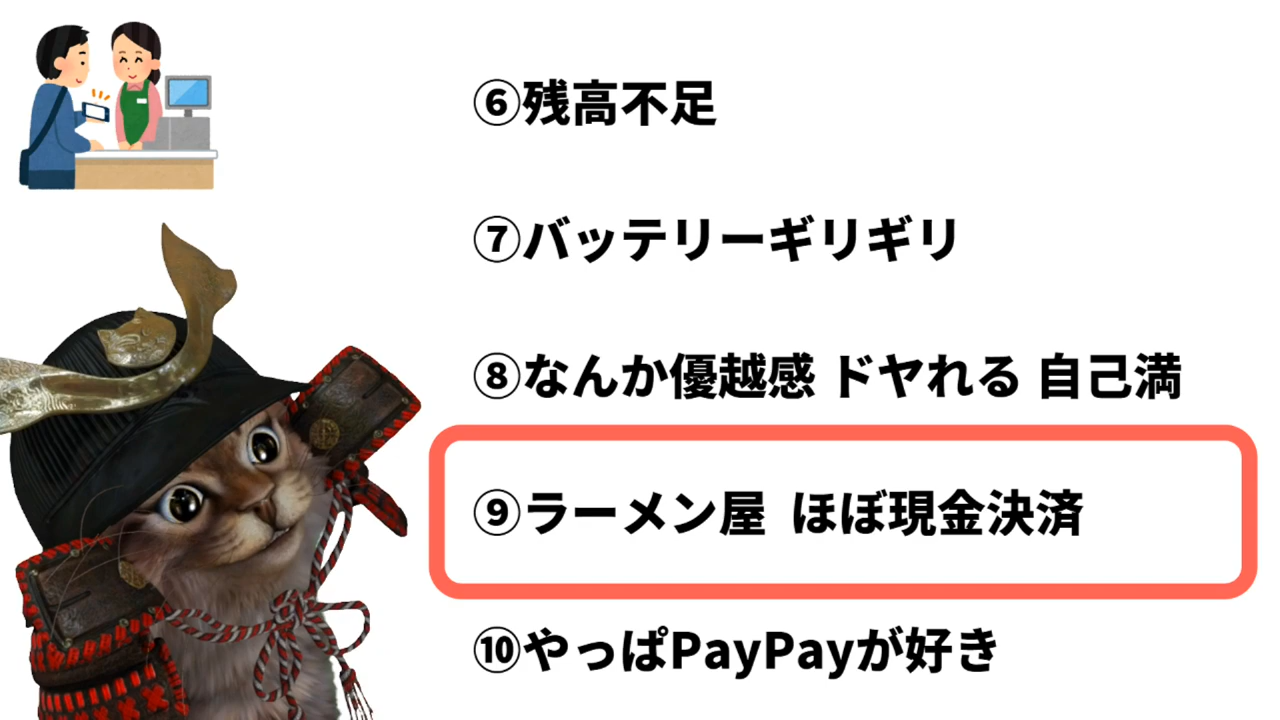 ⑥残高不足
⑦バッテリーギリギリ
⑧なんか優越感 ドヤれる 自己満
⑨ラーメン屋 ほぼ現金決済
⑩やっぱPayPayが好き